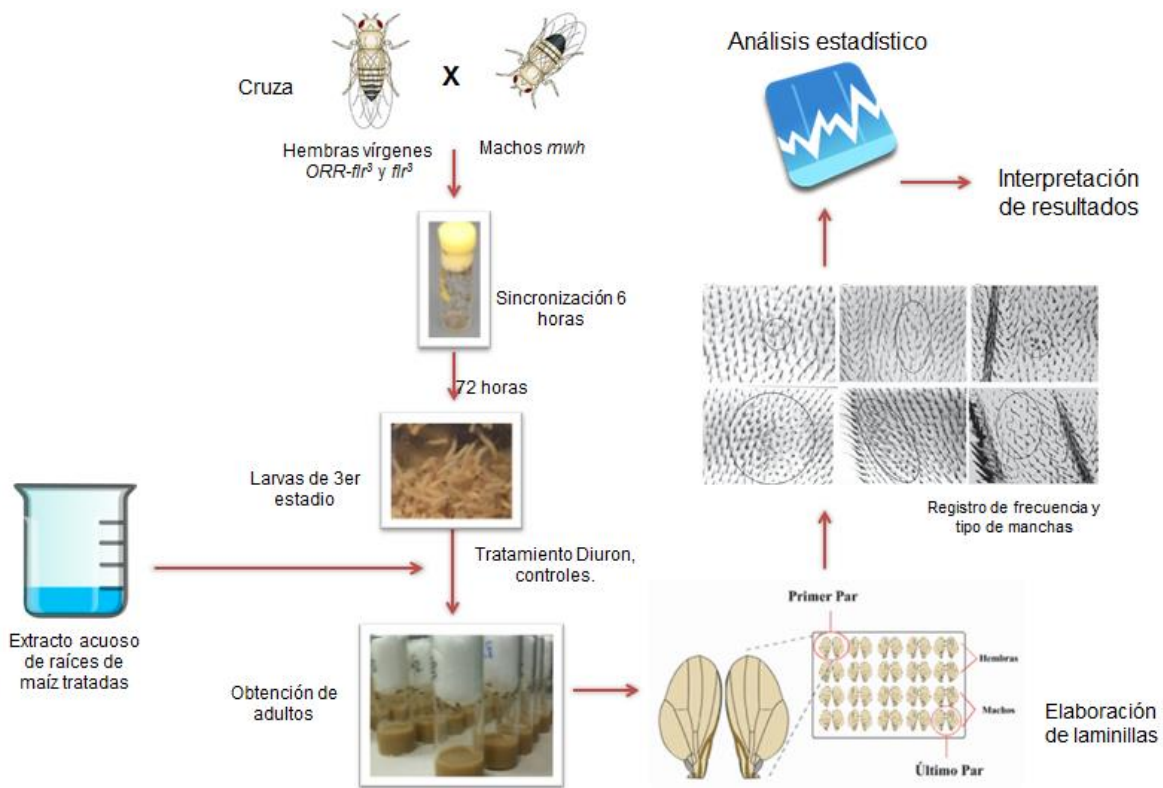 Cruza
X
Hembras vírgenes
ORR-flr³ y flr³
Machos mwh
Sincronización 6
horas
72 horas
Larvas de 3er
estadio
Tratamiento Diuron,
controles.
Extracto acuoso
de raíces de
maíz tratadas
Obtención de
adultos
Primer Par
Hembras
Machos
Último Par
Elaboración
de laminillas
Registro de frecuencia y
tipo de manchas
Análisis estadístico
Interpretación
de resultados